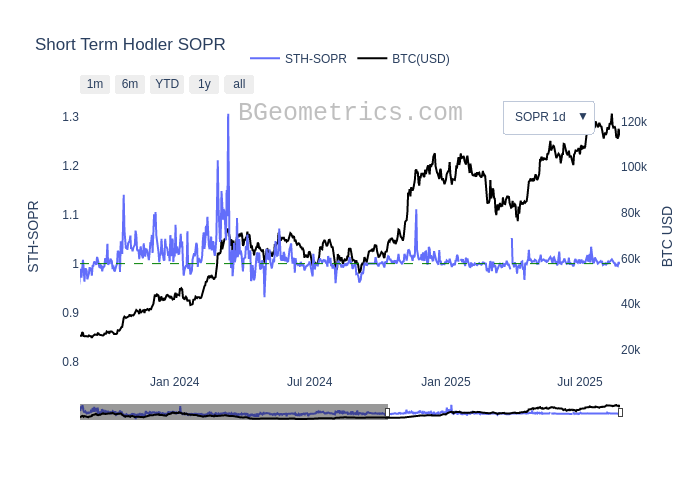 Short Term Hodler SOPR
STH-SOPR
BTC(USD)
1m
6m
YTD
1y
all
BGeometrics.com
SOPR 1d
▼
1.3
1.2
1.1
1
0.9
0.8
STH-SOPR
120k
100k
80k
60k
40k
20k
BTC USD
Jan 2024
Jul 2024
Jan 2025
Jul 2025